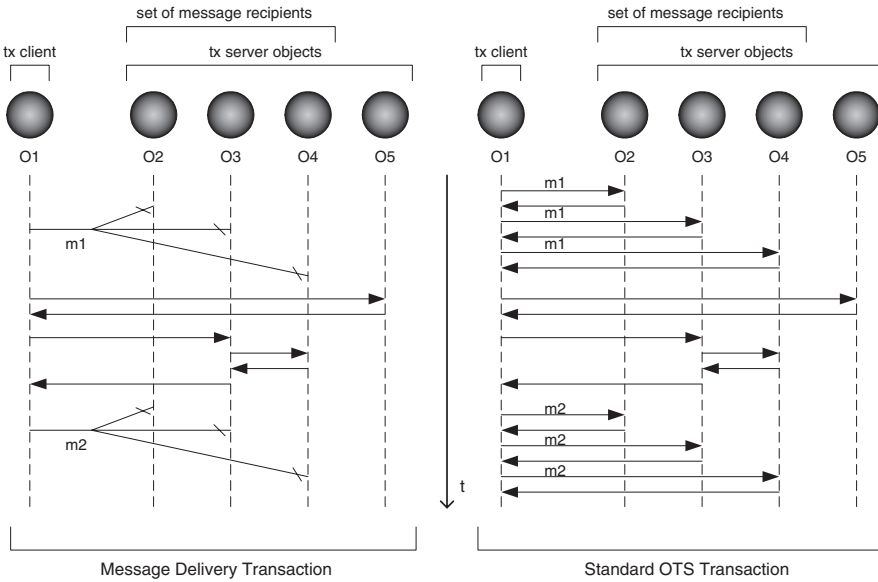 set of message recipients
tx client
tx server objects
O1
O2
O3
O4
O5
m1
m2
Message Delivery Transaction
t
set of message recipients
tx client
tx server objects
O1
O2
O3
O4
O5
m1
m1
m1
m2
m2
m2
Standard OTS Transaction